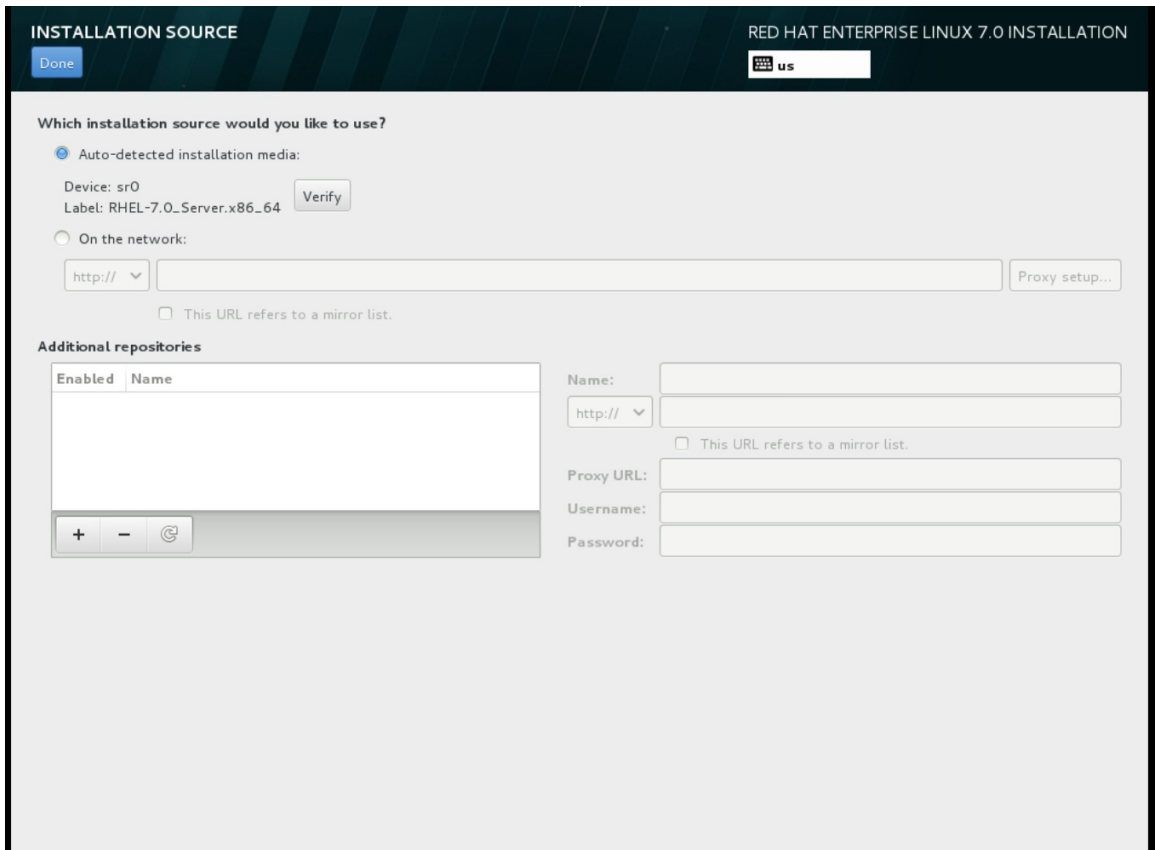 INSTALLATION SOURCE
RED HAT ENTERPRISE LINUX 7.0 INSTALLATION
Done
us
Which installation source would you like to use?
Auto-detected installation media:
Device: sr0
Label: RHEL-7.0_Server.x86_64
Verify
On the network:
http://
Proxy setup...
This URL refers to a mirror list.
Additional repositories
Enabled Name
Name:
http://
This URL refers to a mirror list.
Proxy URL:
Username:
Password: